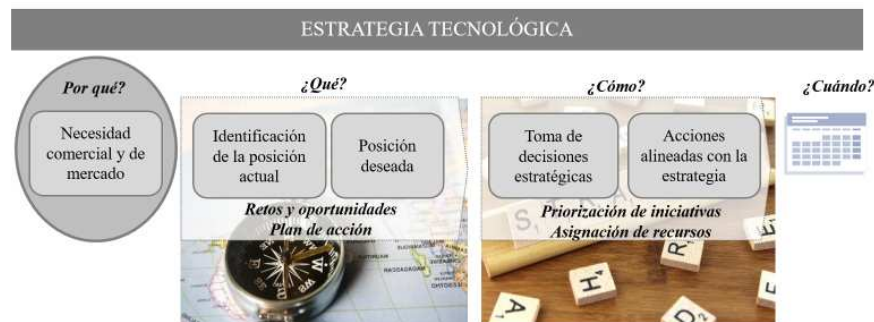 ESTRATEGIA TECNOLÓGICA
Por qué?
Necesidad
comercial y de
mercado
¿Qué?
Identificación
de la posición
actual
Posición
deseada
Retos y oportunidades
Plan de acción
¿Cómo?
Toma de
decisiones
estratégicas
Acciones
alineadas con la
estrategia
Priorización de iniciativas
Asignación de recursos
¿Cuándo?